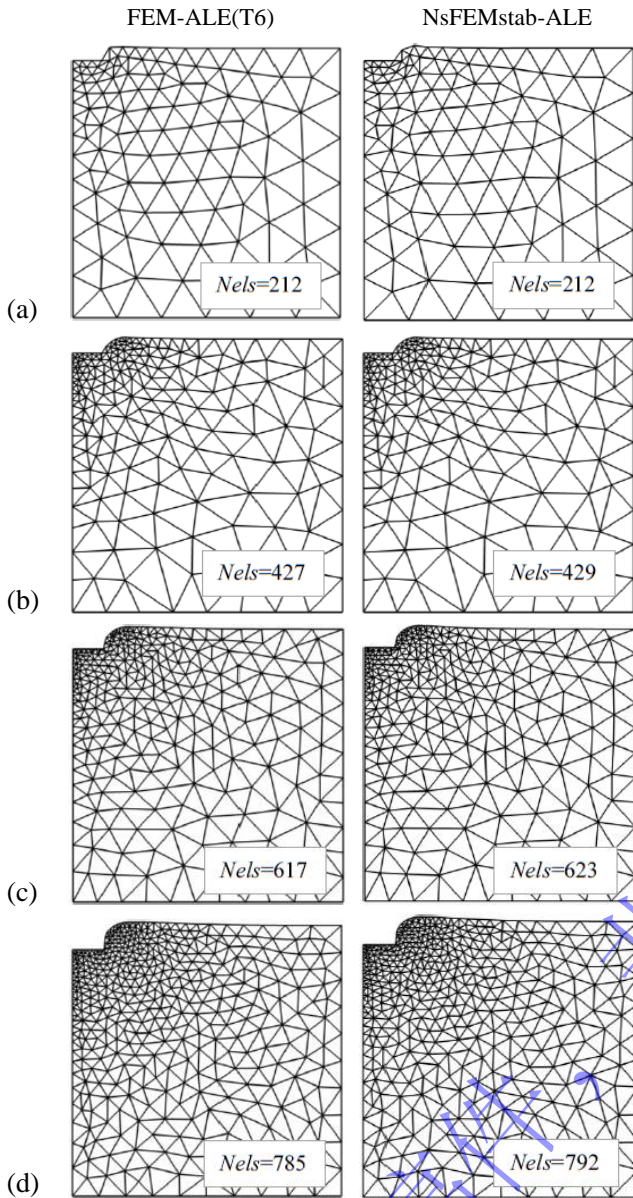 FEM-ALE(T6) NsFEMstab-ALE
(a) Nels=212 Nels=212
(b) Nels=427 Nels=429
(c) Nels=617 Nels=623
(d) Nels=785 Nels=792